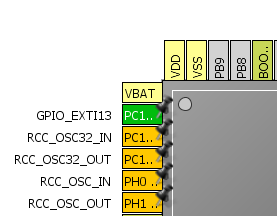 VDD
VSS
PB9
PB8
BOO..
VBAT
GPIO_EXTI13 PC1..
RCC_OSC32_IN PC1..
RCC_OSC32_OUT PC1..
RCC_OSC_IN PH0 ..
RCC_OSC_OUT PH1 ..